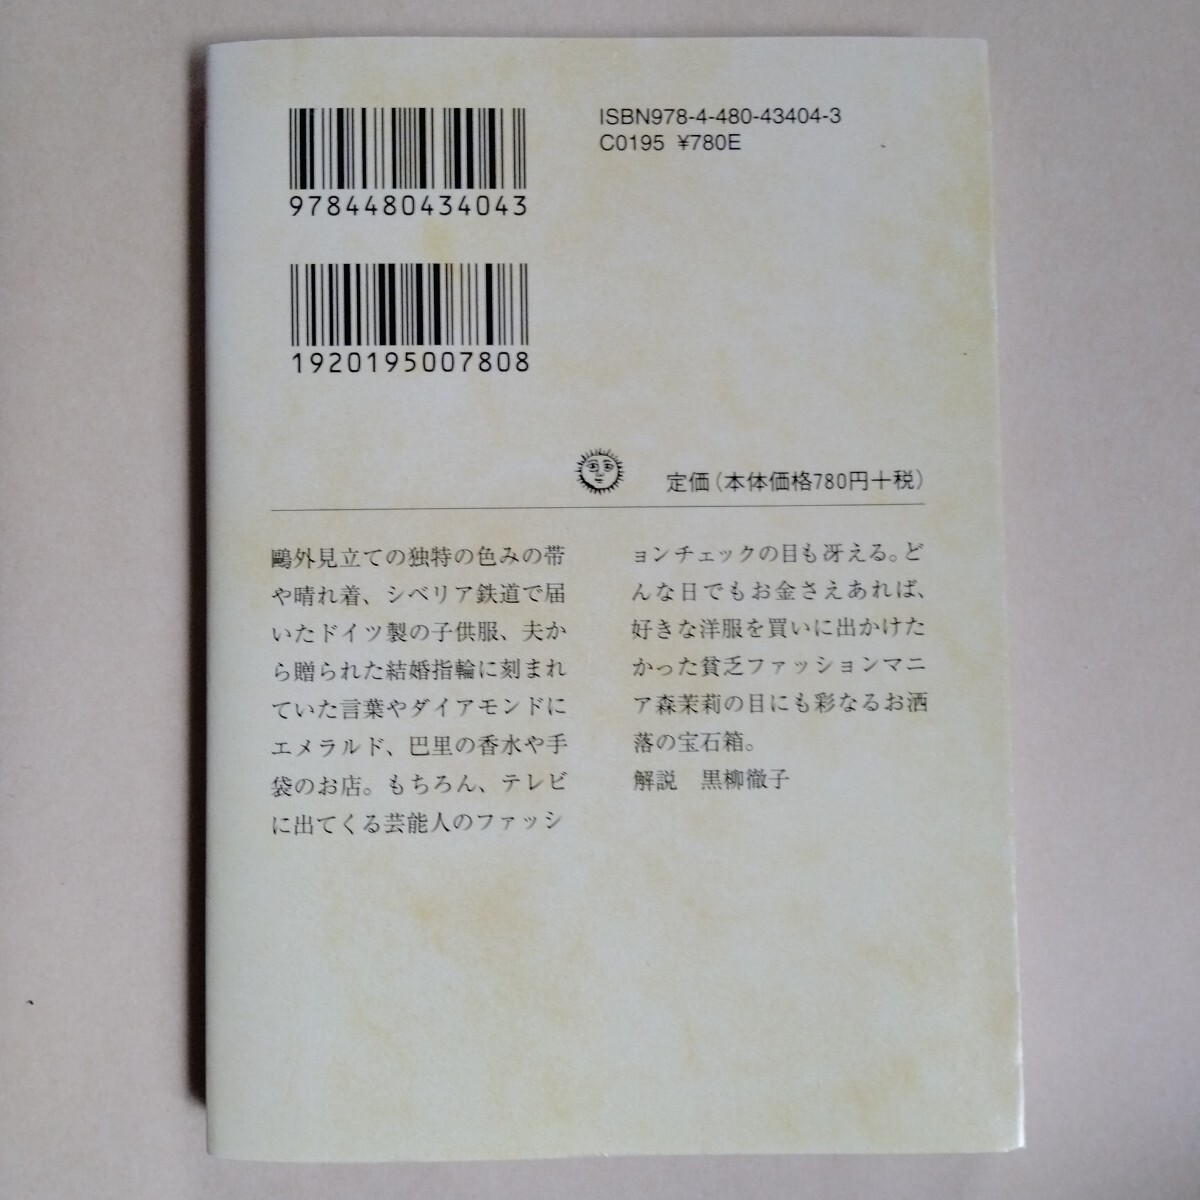 ISBN978-4-480-43404-3
C0195 ¥780E
9784480434043
1920195007808
定価(本体価格780円+税)
鷗外見立ての独特の色みの帯
や晴れ着、シベリア鉄道で届
いたドイツ製の子供服、夫か
ら贈られた結婚指輪に刻まれ
ていた言葉やダイアモンドに
エメラルド、巴里の香水や手
袋のお店。もちろん、テレビ
に出てくる芸能人のファッシ
ョンチェックの目も冴える。ど
んな日でもお金さえあれば、
好きな洋服を買いに出かけた
かった貧乏ファッションマニ
ア森茉莉の目にも彩なるお洒
落の宝石箱。
解説 黒柳徹子